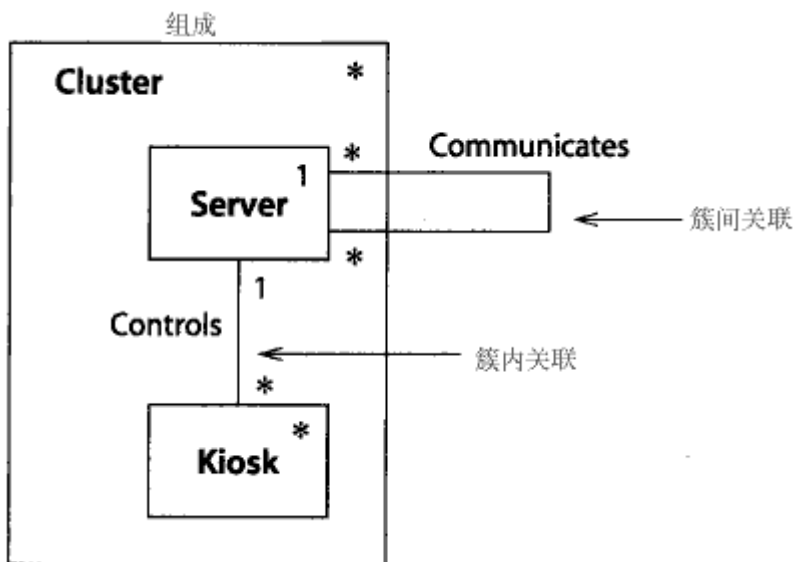 组成
Cluster *
* Communicates
1
Server
簇间关联
*
1
Controls
簇内关联
*
*
Kiosk